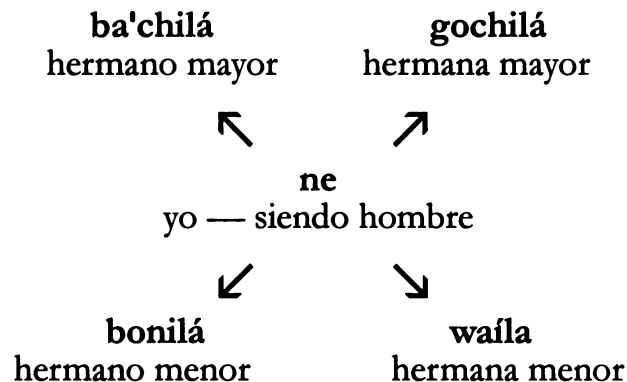 ba'chilá
hermano mayor
gochilá
hermana mayor
ne
yo — siendo hombre
bonilá
hermano menor
waíla
hermana menor